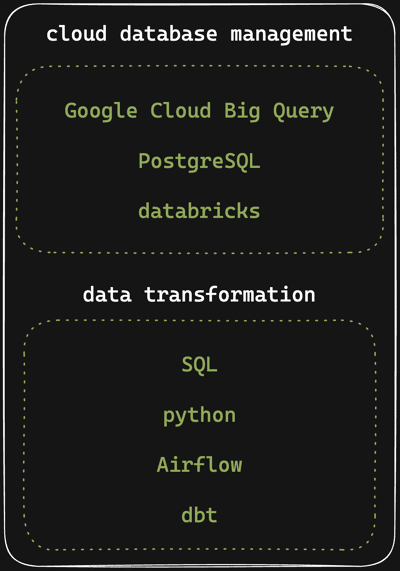 cloud database management
Google Cloud Big Query
PostgreSQL
databricks
data transformation
SQL
python
Airflow
dbt